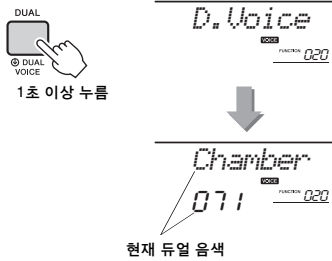 DUAL
D.Voice
VOICE
FUNCTION 020
DUAL
VOICE
1초 이상 누름
Chamber
VOICE
071
FUNCTION 020
현재 듀얼 음색